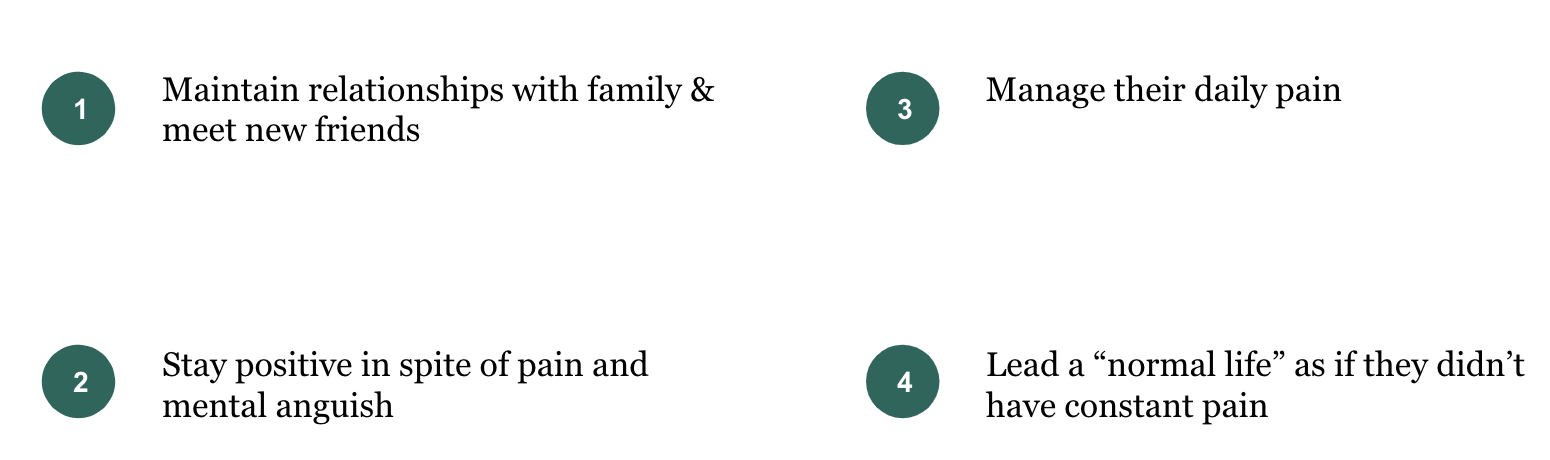 1
Maintain relationships with family &
meet new friends
2
Stay positive in spite of pain and
mental anguish
3
Manage their daily pain
4
Lead a “normal life” as if they didn’t
have constant pain